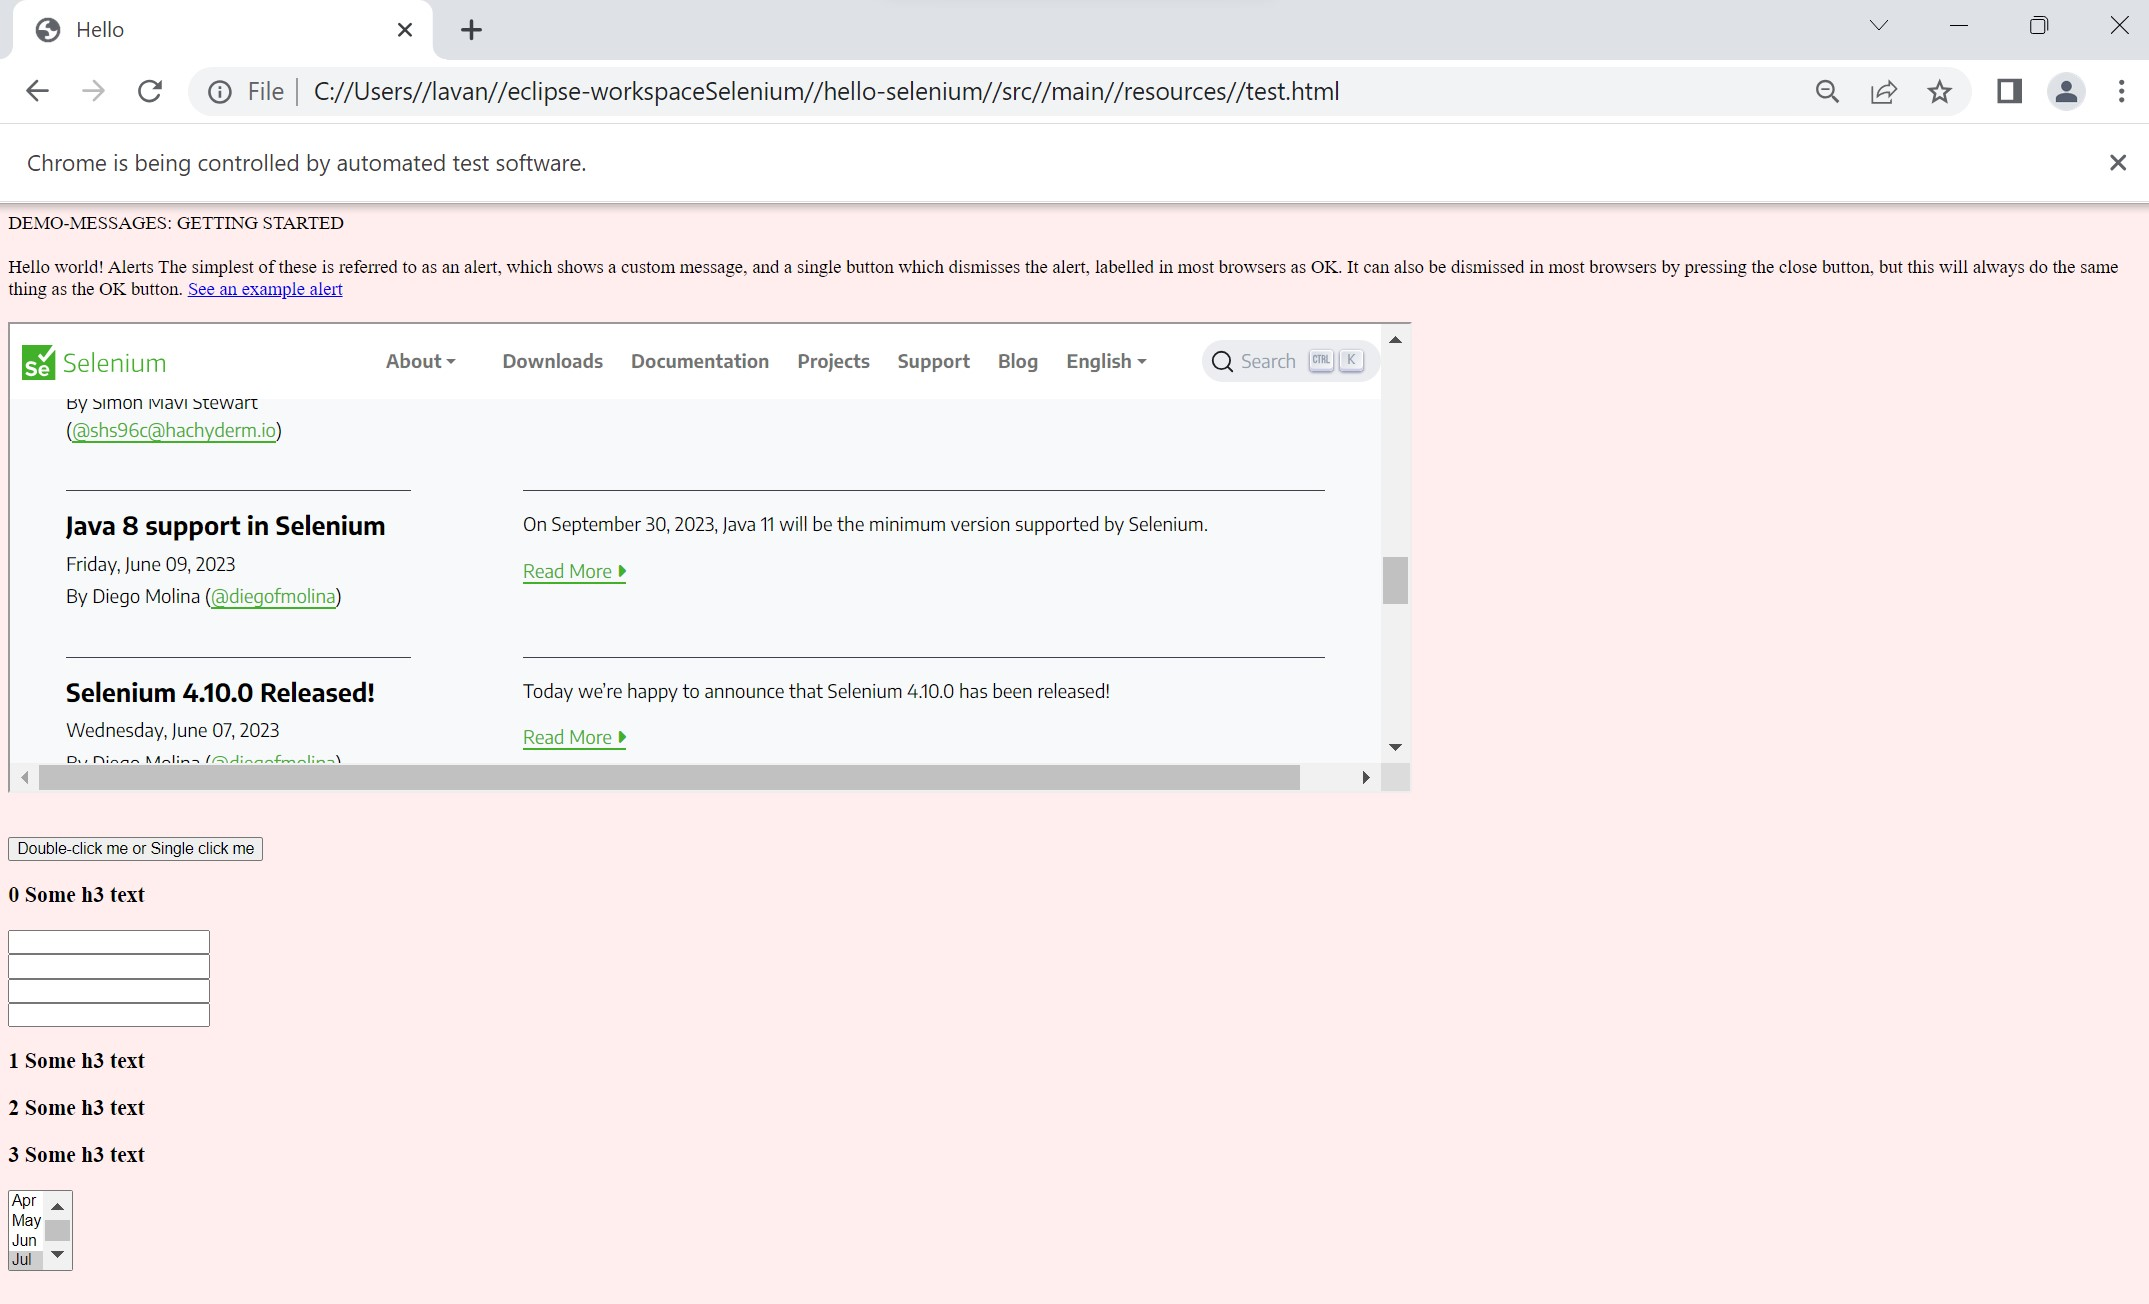 Hello
File
C://Users//lavan//eclipse-workspaceSelenium//hello-selenium//src//main//resources//test.html
Chrome is being controlled by automated test software.
DEMO-MESSAGES: GETTING STARTED
Hello world! Alerts The simplest of these is referred to as an alert, which shows a custom message, and a single button which dismisses the alert, labelled in most browsers as OK. It can also be dismissed in most browsers by pressing the close button, but this will always do the same
thing as the OK button. See an example alert
Se Selenium About Downloads Documentation Projects Support Blog English Search CTRL K
By Simon Mavi Stewart
(@shs96c@hachyderm.io)
Java 8 support in Selenium
Friday, June 09, 2023
By Diego Molina (@diegofmolina)
On September 30, 2023, Java 11 will be the minimum version supported by Selenium.
Read More
Selenium 4.10.0 Released!
Wednesday, June 07, 2023
By Diego Molina (@diegofmolina)
Today we're happy to announce that Selenium 4.10.0 has been released!
Read More
Double-click me or Single click me
0 Some h3 text
1 Some h3 text
2 Some h3 text
3 Some h3 text
Apr
May
Jun
Jul